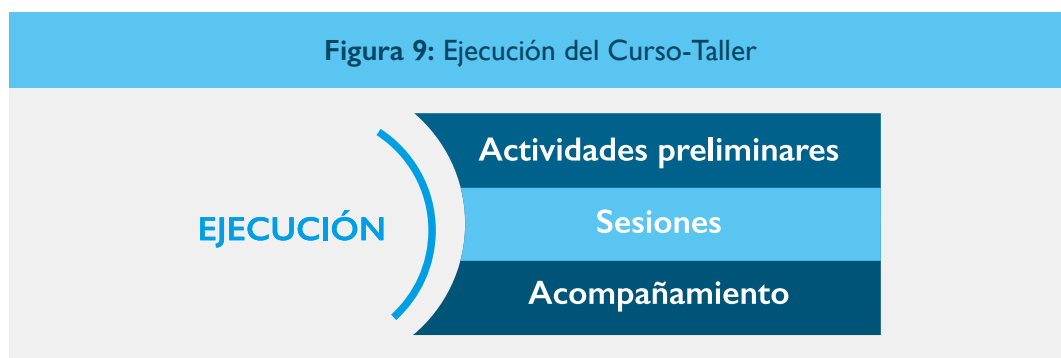 Figura 9: Ejecución del Curso-Taller
EJECUCIÓN
Actividades preliminares
Sesiones
Acompañamiento